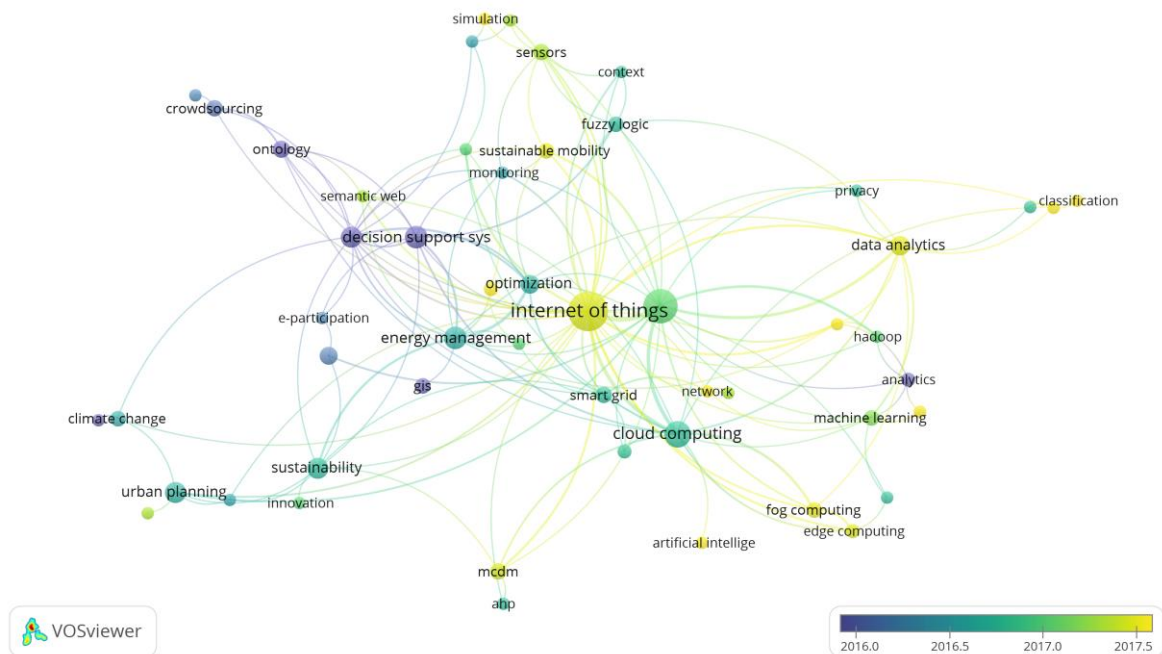 simulation
sensors
context
crowdsourcing
fuzzy logic
ontology
sustainable mobility
monitoring
semantic web
privacy
classification
decision support sys
data analytics
optimization
internet of things
e-participation
energy management
hadoop
gis
analytics
smart grid
network
climate change
machine learning
cloud computing
sustainability
urban planning
innovation
fog computing
edge computing
artificial intellige
mcdm
ahp
VOSviewer
2016.0 2016.5 2017.0 2017.5